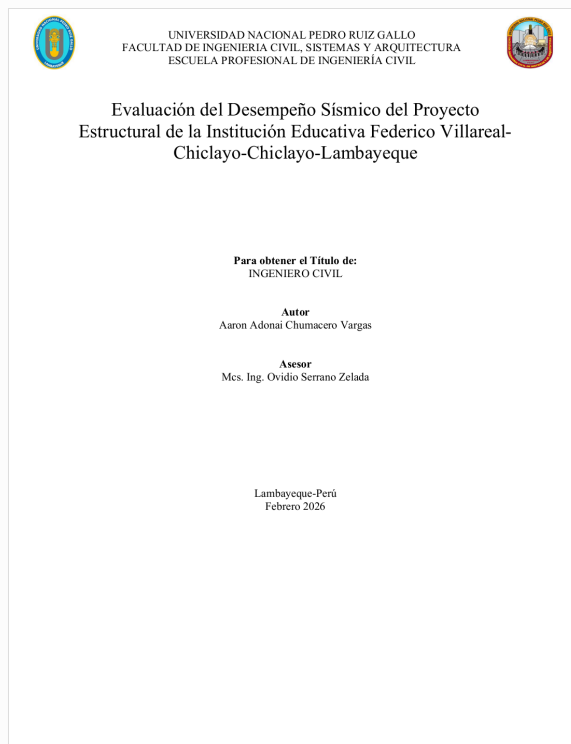 UNIVERSIDAD NACIONAL PEDRO RUIZ GALLO
FACULTAD DE INGENIERIA CIVIL, SISTEMAS Y ARQUITECTURA
ESCUELA PROFESIONAL DE INGENIERÍA CIVIL
Evaluación del Desempeño Sísmico del Proyecto
Estructural de la Institución Educativa Federico Villareal-
Chiclayo-Chiclayo-Lambayeque
Para obtener el Título de:
INGENIERO CIVIL
Autor
Aaron Adonai Chumacero Vargas
Asesor
Mcs. Ing. Ovidio Serrano Zelada
Lambayeque-Perú
Febrero 2026